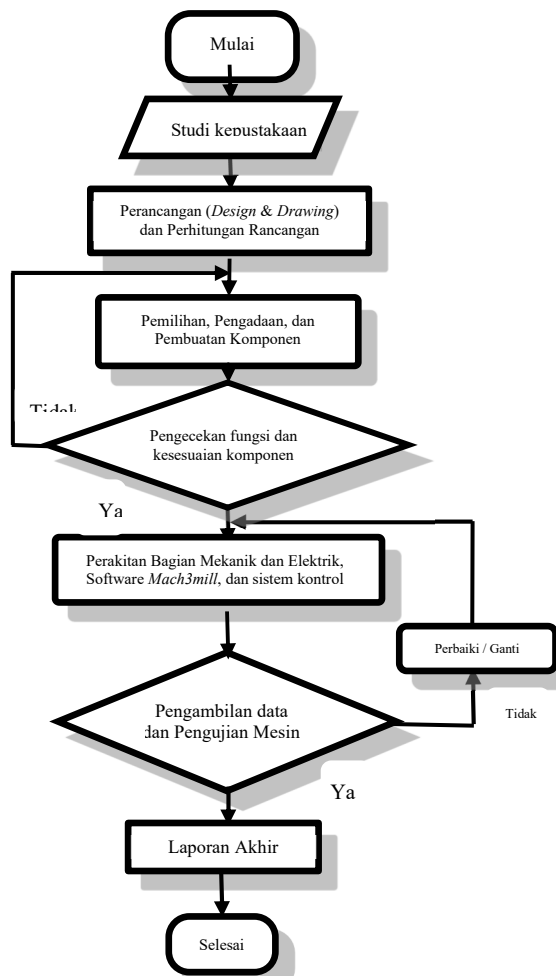 Mulai
Studi kepustakaan
Perancangan (Design & Drawing)
dan Perhitungan Rancangan
Pemilihan, Pengadaan, dan
Pembuatan Komponen
Tidak
Pengecekan fungsi dan
kesesuaian komponen
Ya
Perakitan Bagian Mekanik dan Elektrik,
Software Mach3mill, dan sistem kontrol
Perbaiki / Ganti
Pengambilan data
dan Pengujian Mesin
Tidak
Ya
Laporan Akhir
Selesai